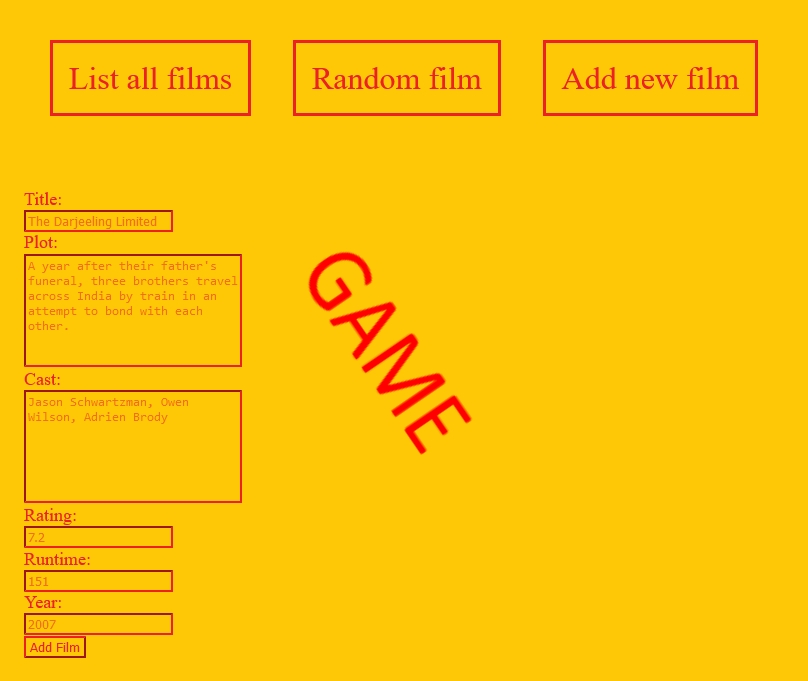 List all films
Random film
Add new film
Title:
The Darjeeling Limited
Plot:
A year after their father's
funeral, three brothers travel
across India by train in an
attempt to bond with each
other.
Cast:
Jason Schwartzman, Owen
Wilson, Adrien Brody
Rating:
7.2
Runtime:
151
Year:
2007
Add Film
GAME